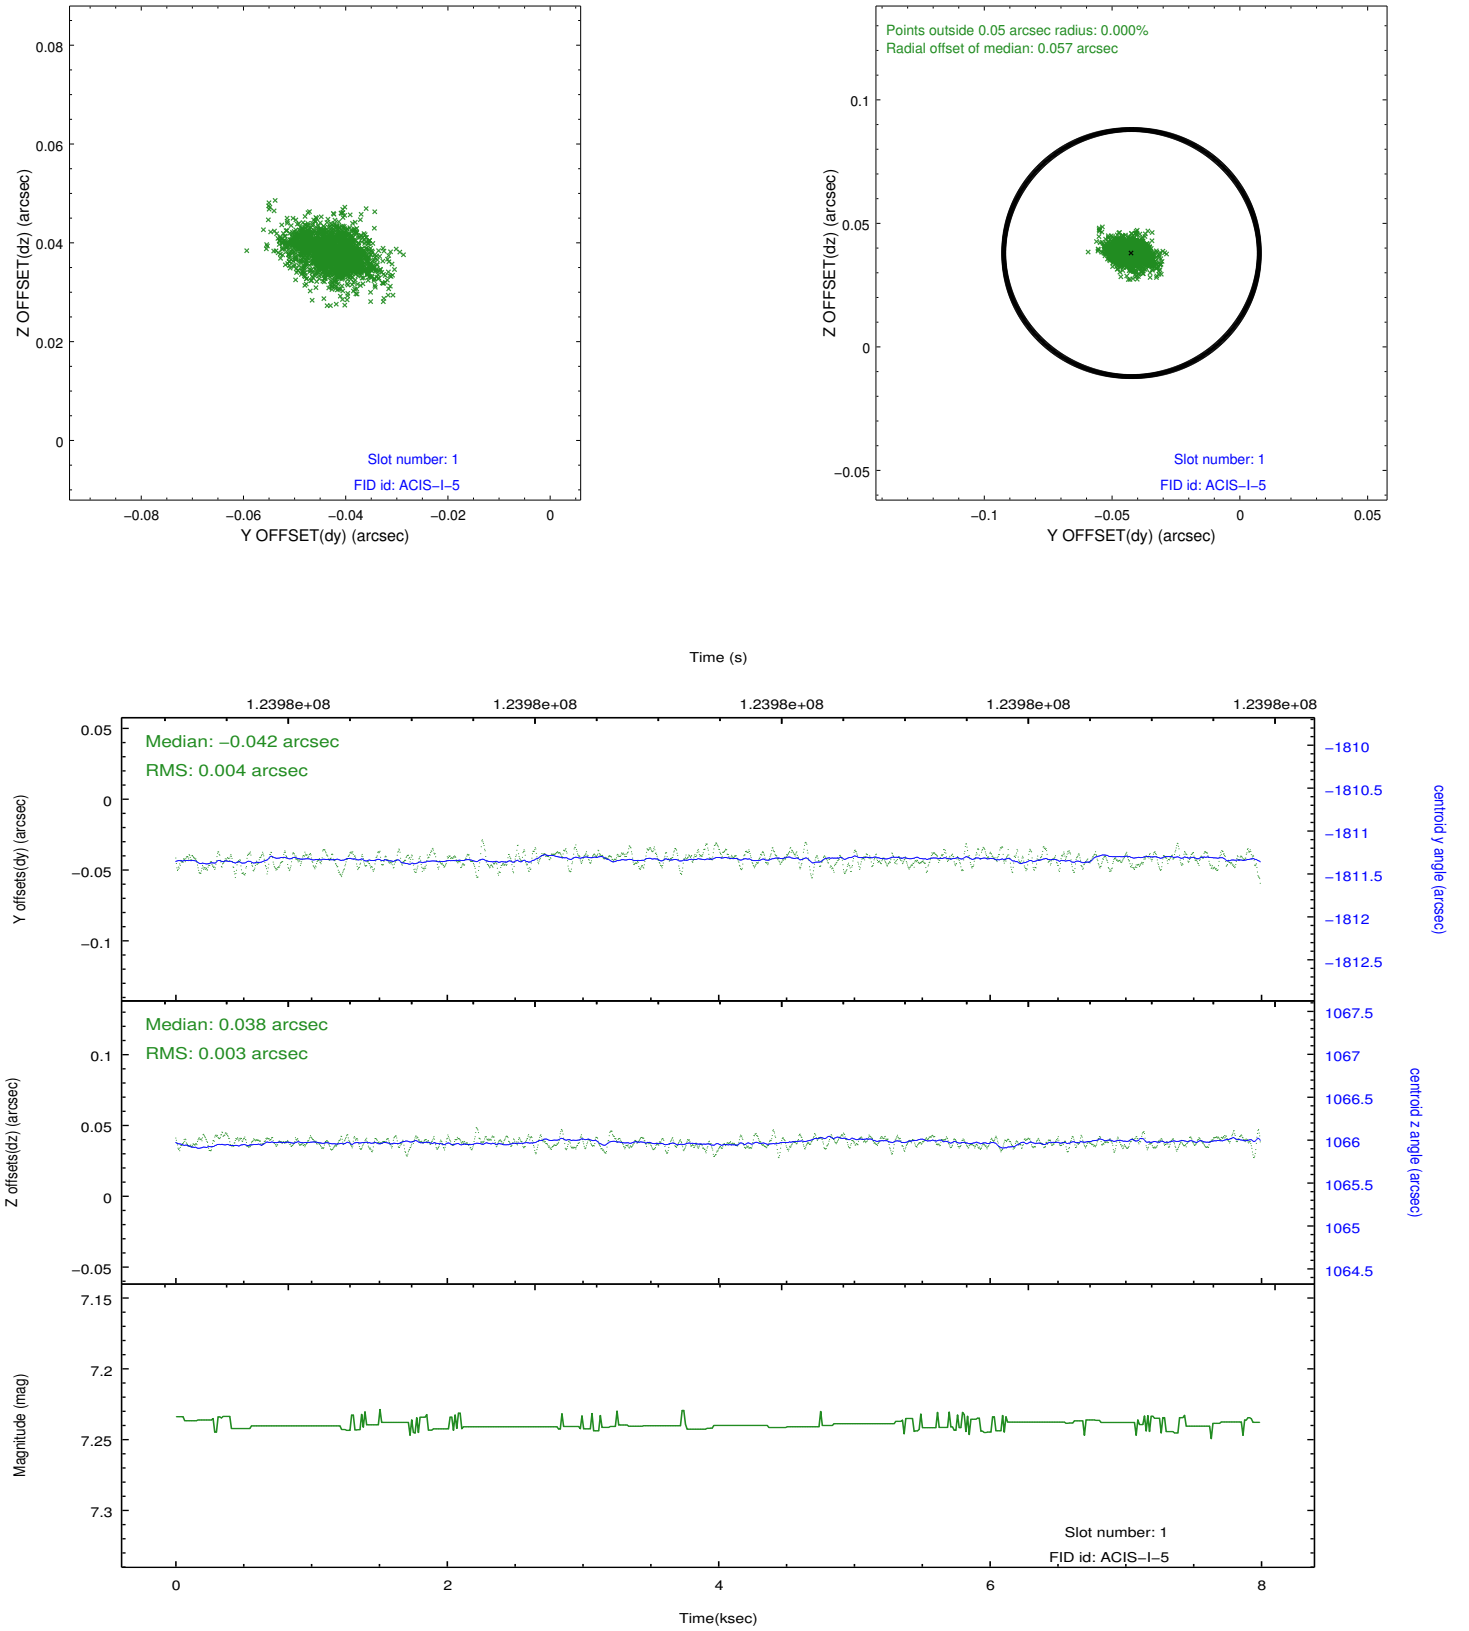 0.08
0.06
0.04
0.02
0
Z OFFSET(dz) (arcsec)
Slot number: 1
FID id: ACIS−I−5
−0.08
−0.06
−0.04
−0.02
0
Y OFFSET(dy) (arcsec)
Points outside 0.05 arcsec radius: 0.000%
Radial offset of median: 0.057 arcsec
0.1
0.05
0
−0.05
Z OFFSET(dz) (arcsec)
Slot number: 1
FID id: ACIS−I−5
−0.1
−0.05
0
0.05
Y OFFSET(dy) (arcsec)
Time (s)
1.2398e+08
1.2398e+08
1.2398e+08
1.2398e+08
1.2398e+08
Median: −0.042 arcsec
RMS: 0.004 arcsec
0.05
0
−0.05
−0.1
Y offsets(dy) (arcsec)
−1810
−1810.5
−1811
−1811.5
−1812
−1812.5
centroid y angle (arcsec)
Median: 0.038 arcsec
RMS: 0.003 arcsec
0.1
0.05
0
−0.05
Z offsets(dz) (arcsec)
1067.5
1067
1066.5
1066
1065.5
1065
1064.5
centroid z angle (arcsec)
7.15
7.2
7.25
7.3
Magnitude (mag)
Slot number: 1
FID id: ACIS−I−5
0
2
4
6
8
Time(ksec)